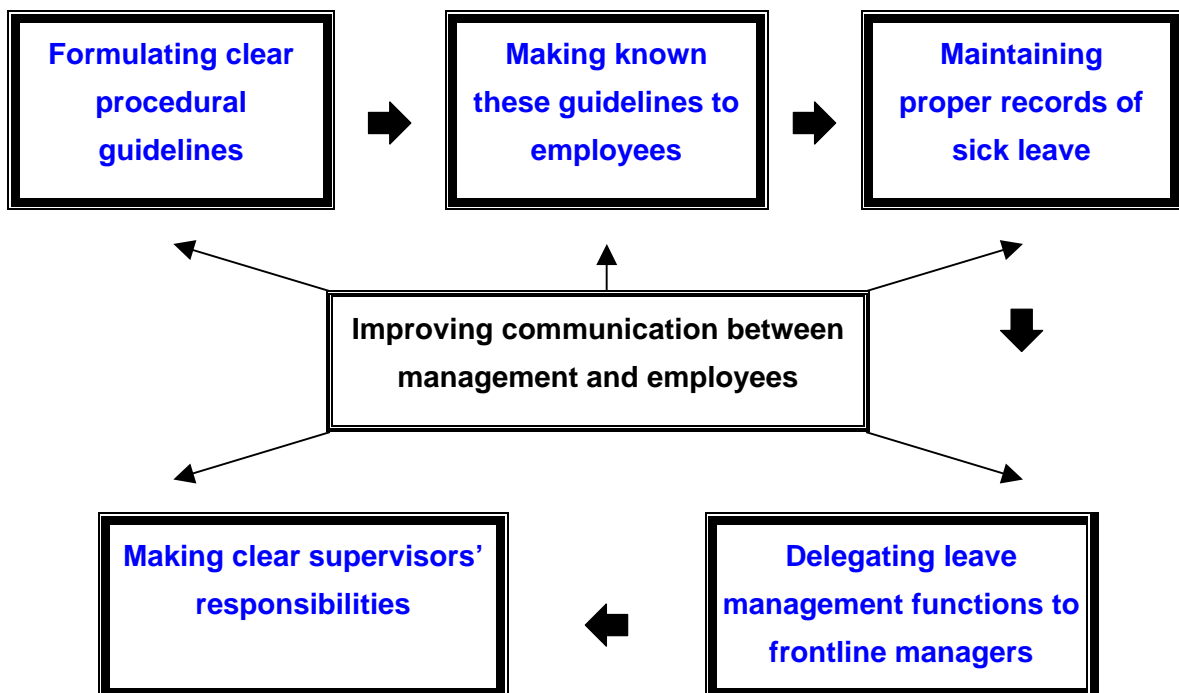 Formulating clear
procedural
guidelines
Making known
these guidelines to
employees
Maintaining
proper records of
sick leave
Improving communication between
management and employees
Making clear supervisors’
responsibilities
Delegating leave
management functions to
frontline managers